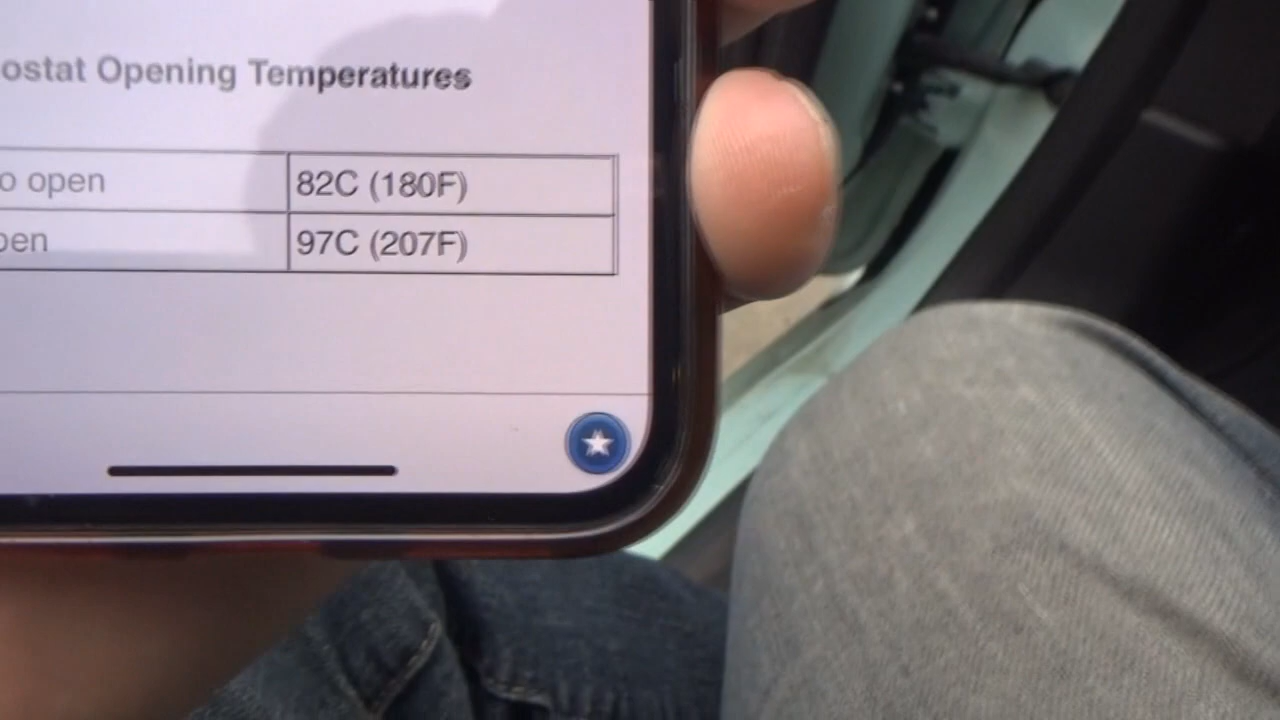 ostat Opening Temperatures
o open 82C (180F)
pen 97C (207F)